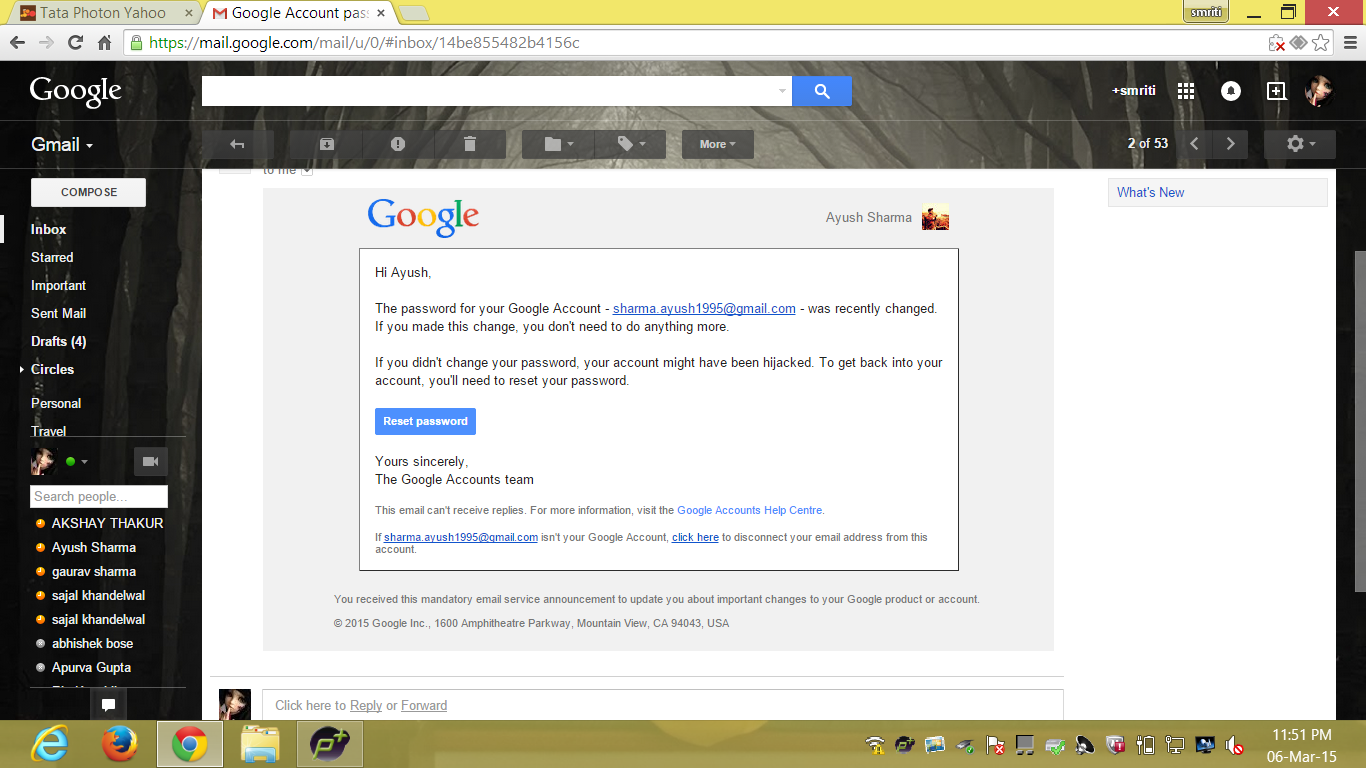 Tata Photon Yahoo
Google Account pas
smriti
https://mail.google.com/mail/u/0/#inbox/14be855482b4156c
Google
+smriti
Gmail
More
2 of 53
COMPOSE
Inbox
Starred
Important
Sent Mail
Drafts (4)
Circles
Personal
Travel
Search people...
AKSHAY THAKUR
Ayush Sharma
gaurav sharma
sajal khandelwal
sajal khandelwal
abhishek bose
Apurva Gupta
to me
What's New
Google
Ayush Sharma
Hi Ayush,
The password for your Google Account - sharma.ayush1995@gmail.com - was recently changed.
If you made this change, you don't need to do anything more.
If you didn't change your password, your account might have been hijacked. To get back into your
account, you'll need to reset your password.
Reset password
Yours sincerely,
The Google Accounts team
This email can't receive replies. For more information, visit the Google Accounts Help Centre.
If sharma.ayush1995@gmail.com isn't your Google Account, click here to disconnect your email address from this
account.
You received this mandatory email service announcement to update you about important changes to your Google product or account.
© 2015 Google Inc., 1600 Amphitheatre Parkway, Mountain View, CA 94043, USA
Click here to Reply or Forward
11:51 PM
06-Mar-15